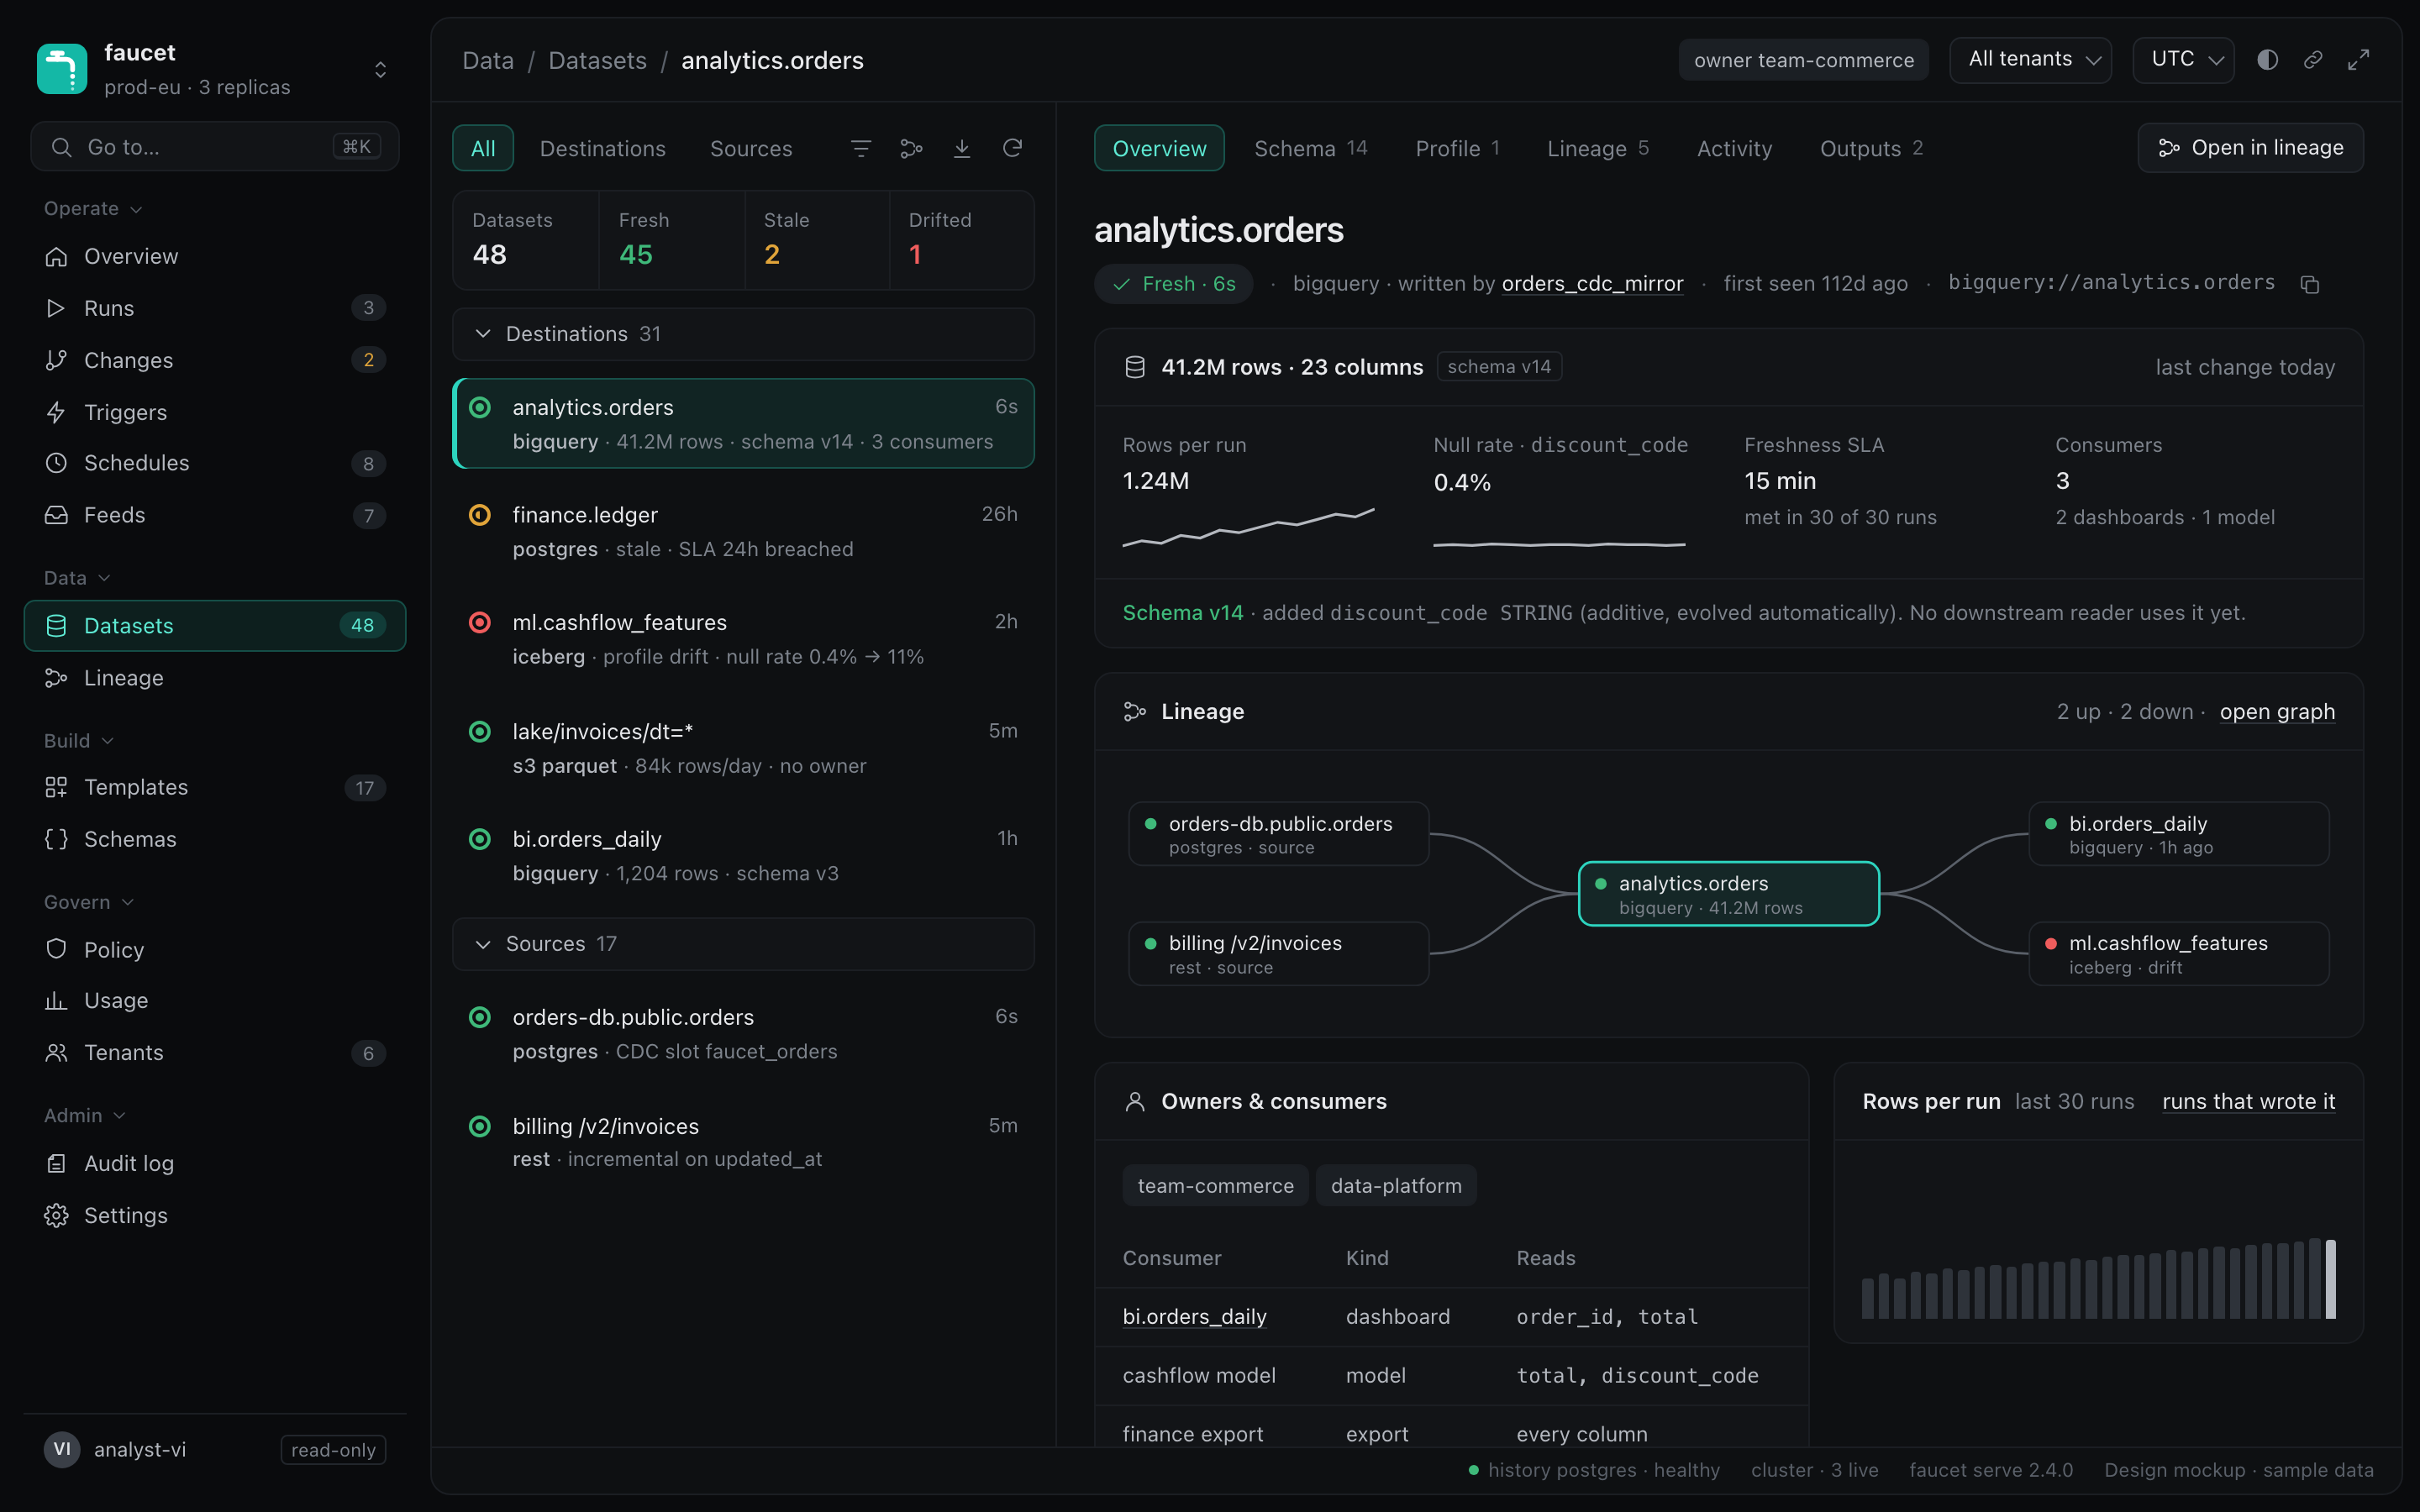 faucet
prod-eu · 3 replicas
Go to...
⌘K
Operate
Overview
Runs 3
Changes 2
Triggers
Schedules 8
Feeds 7
Data
Datasets 48
Lineage
Build
Templates 17
Schemas
Govern
Policy
Usage
Tenants 6
Admin
Audit log
Settings
VI analyst-vi read-only
Data / Datasets / analytics.orders
owner team-commerce
All tenants
UTC
All Destinations Sources
Datasets Fresh Stale Drifted
48 45 2 1
Destinations 31
analytics.orders 6s
bigquery · 41.2M rows · schema v14 · 3 consumers
finance.ledger 26h
postgres · stale · SLA 24h breached
ml.cashflow_features 2h
iceberg · profile drift · null rate 0.4% → 11%
lake/invoices/dt=* 5m
s3 parquet · 84k rows/day · no owner
bi.orders_daily 1h
bigquery · 1,204 rows · schema v3
Sources 17
orders-db.public.orders 6s
postgres · CDC slot faucet_orders
billing /v2/invoices 5m
rest · incremental on updated_at
Overview Schema 14 Profile 1 Lineage 5 Activity Outputs 2
Open in lineage
analytics.orders
Fresh · 6s · bigquery · written by orders_cdc_mirror · first seen 112d ago · bigquery://analytics.orders
41.2M rows · 23 columns schema v14 last change today
Rows per run Null rate · discount_code Freshness SLA Consumers
1.24M 0.4% 15 min 3
met in 30 of 30 runs 2 dashboards · 1 model
Schema v14 · added discount_code STRING (additive, evolved automatically). No downstream reader uses it yet.
Lineage 2 up · 2 down · open graph
orders-db.public.orders
postgres · source
billing /v2/invoices
rest · source
analytics.orders
bigquery · 41.2M rows
bi.orders_daily
bigquery · 1h ago
ml.cashflow_features
iceberg · drift
Owners & consumers
team-commerce data-platform
Consumer Kind Reads
bi.orders_daily dashboard order_id, total
cashflow model model total, discount_code
finance export export every column
Rows per run last 30 runs runs that wrote it
history postgres · healthy cluster · 3 live faucet serve 2.4.0 Design mockup · sample data